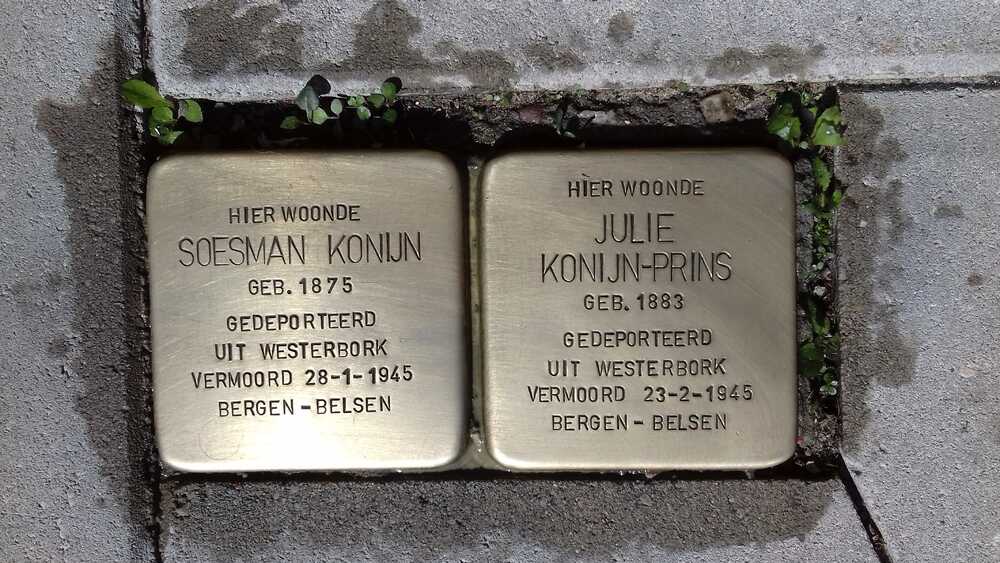 HIER WOONDE
SOESMAN KONIJN
GEB. 1875
GEDEPORTEERD
UIT WESTERBORK
VERMOORD 28-1-1945
BERGEN-BELSEN
HIER WOONDE
JULIE
KONIJN-PRINS
GEB. 1883
GEDEPORTEERD
UIT WESTERBORK
VERMOORD 23-2-1945
BERGEN-BELSEN